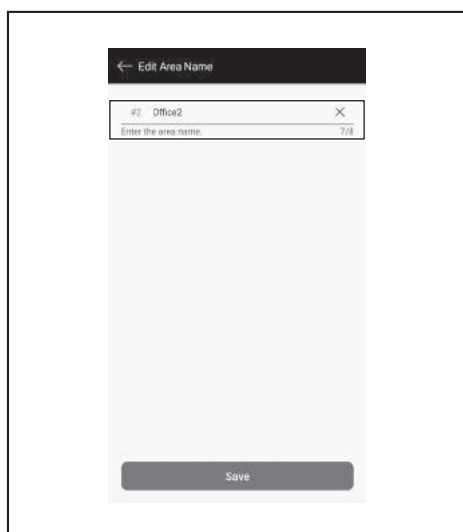 ← Edit Area Name
#2 Office2 ×
Enter the area name. 7/8
Save